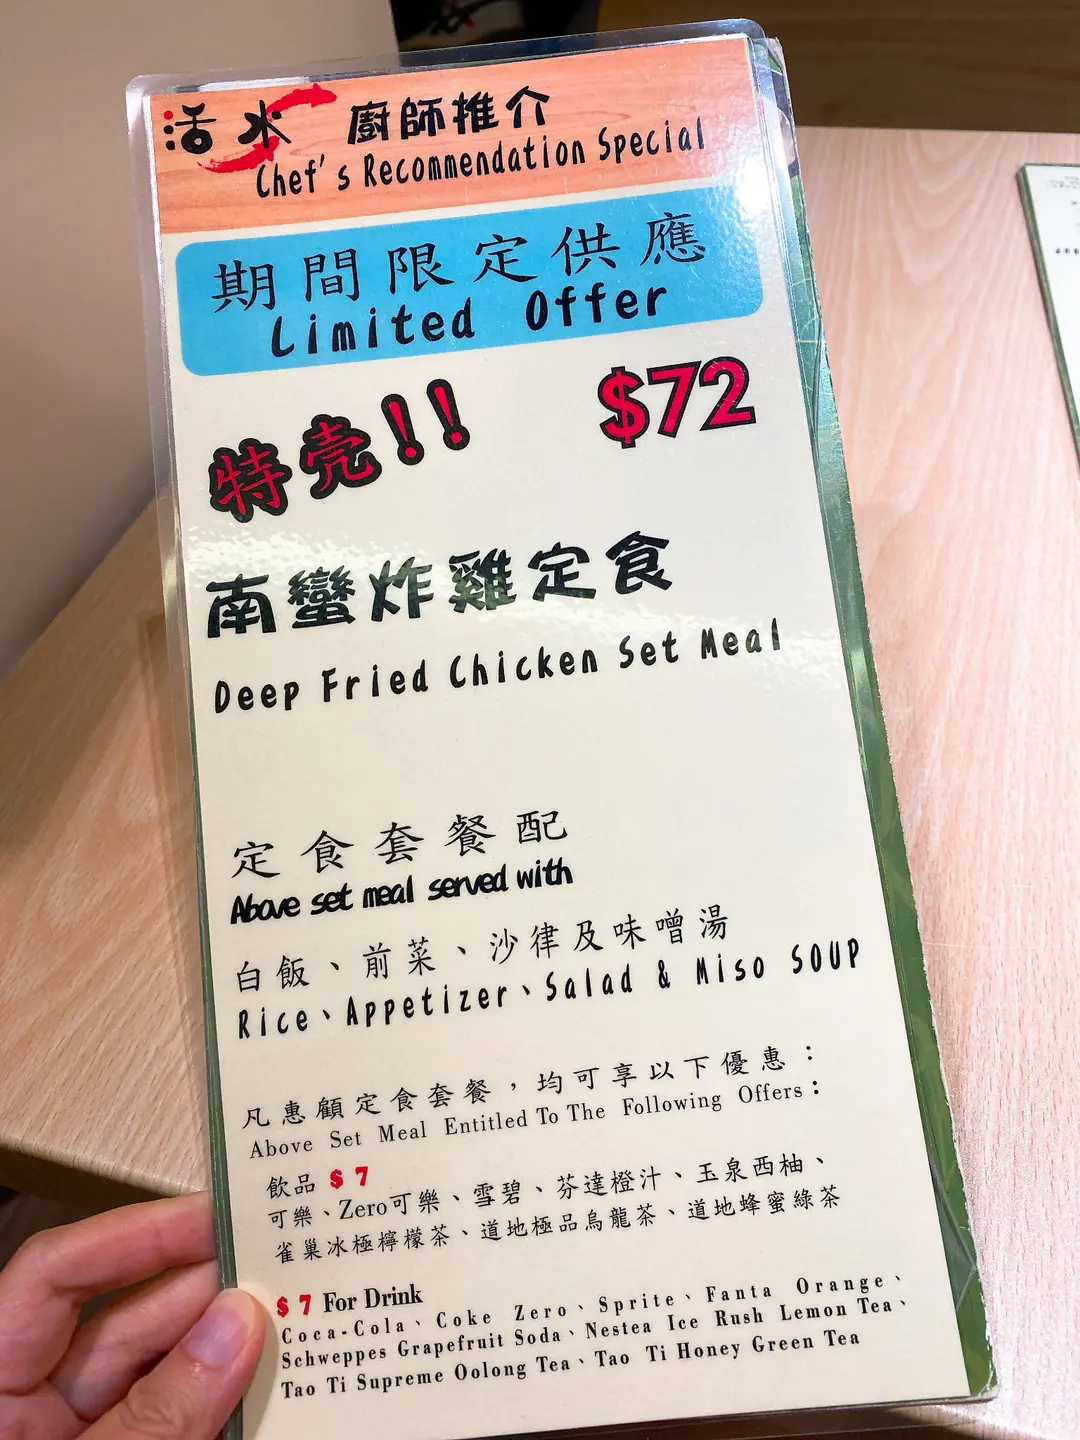 活水 廚師推介
Chef's Recommendation Special
期間限定供應
Limited Offer
特売!! $72
南蠻炸雞定食
Deep Fried Chicken Set Meal
定食套餐配
Above set meal served with
白飯、前菜、沙律及味噌湯
Rice、Appetizer、Salad & Miso SOUP
凡惠顧定食套餐，均可享以下優惠：
Above Set Meal Entitled To The Following Offers：
飲品 $7
可樂、Zero可樂、雪碧、芬達橙汁、玉泉西柚、
雀巢冰極檸檬茶、道地極品烏龍茶、道地蜂蜜綠茶
$7 For Drink
Coca-Cola、Coke Zero、Sprite、Fanta Orange、
Schweppes Grapefruit Soda、Nestea Ice Rush Lemon Tea、
Tao Ti Supreme Oolong Tea、Tao Ti Honey Green Tea